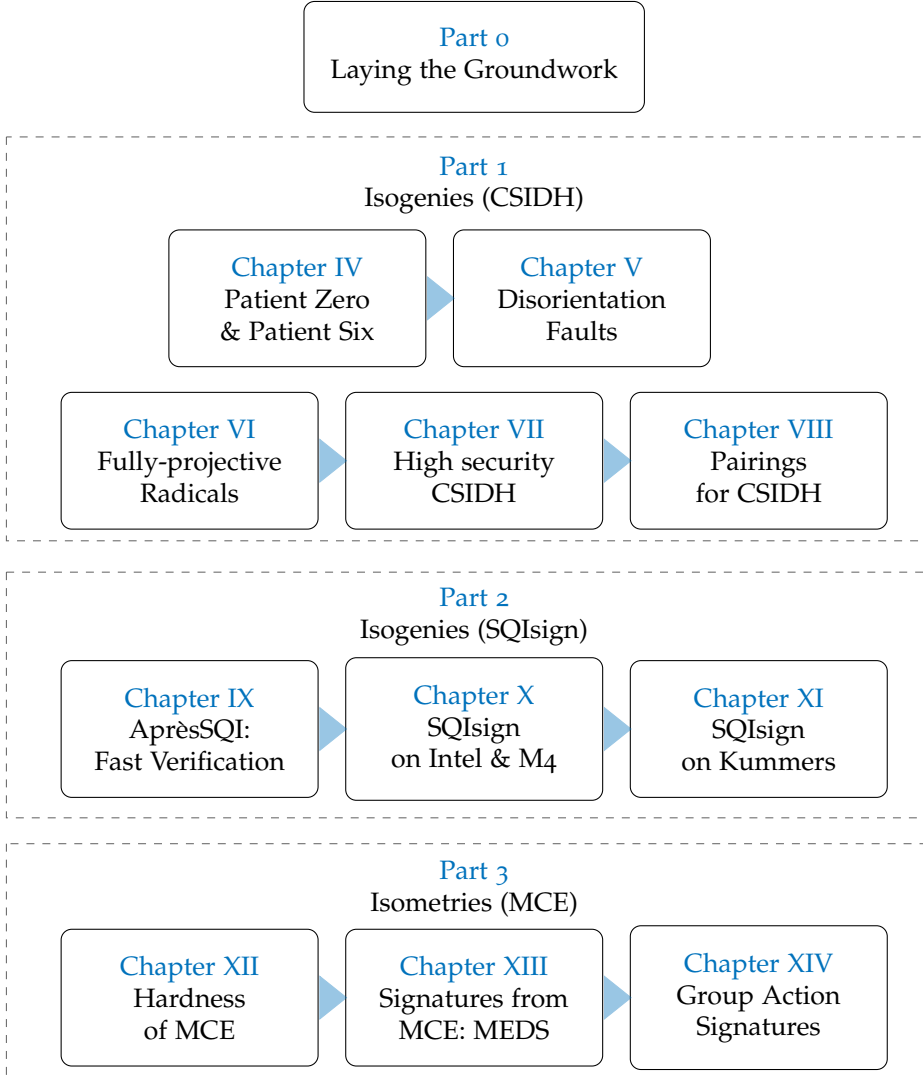 Part 0
Laying the Groundwork
Part 1
Isogenies (CSIDH)
Chapter IV
Patient Zero
& Patient Six
Chapter V
Disorientation
Faults
Chapter VI
Fully-projective
Radicals
Chapter VII
High security
CSIDH
Chapter VIII
Pairings
for CSIDH
Part 2
Isogenies (SQIsign)
Chapter IX
AprèsSQI:
Fast Verification
Chapter X
SQIsign
on Intel & M4
Chapter XI
SQIsign
on Kummers
Part 3
Isometries (MCE)
Chapter XII
Hardness
of MCE
Chapter XIII
Signatures from
MCE: MEDS
Chapter XIV
Group Action
Signatures